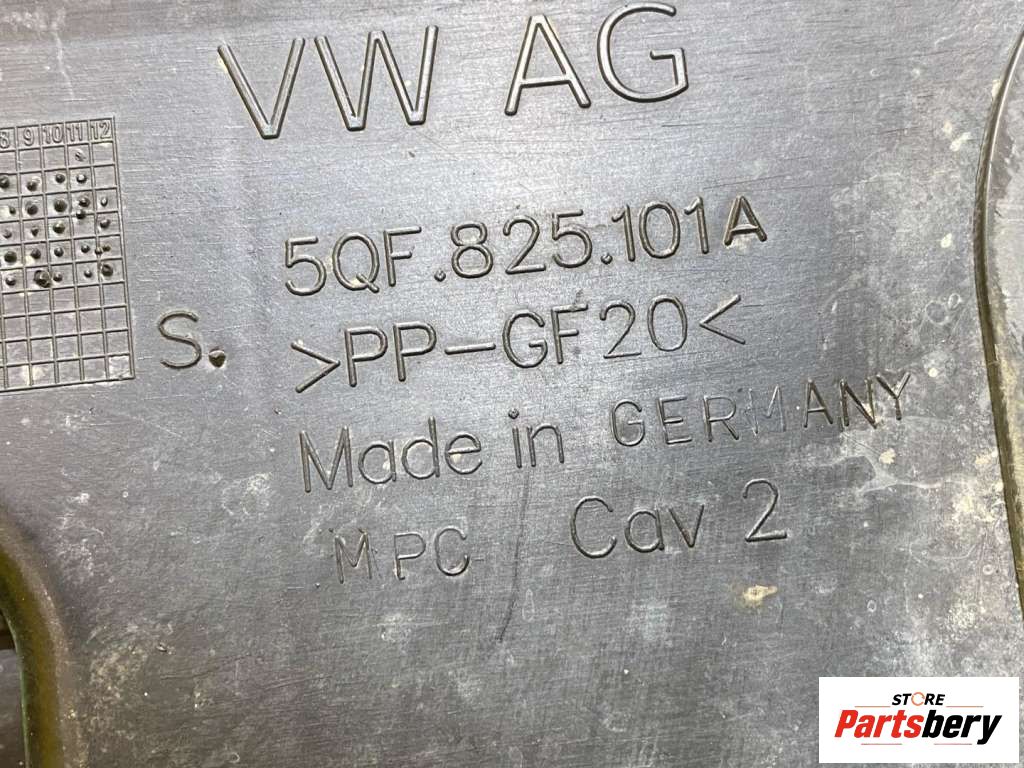 VW AG
8 9 10 11 12
5QF.825.101A
S.
>PP-GF20<
Made in GERMANY
MPC Cav 2
STORE
Partsbery